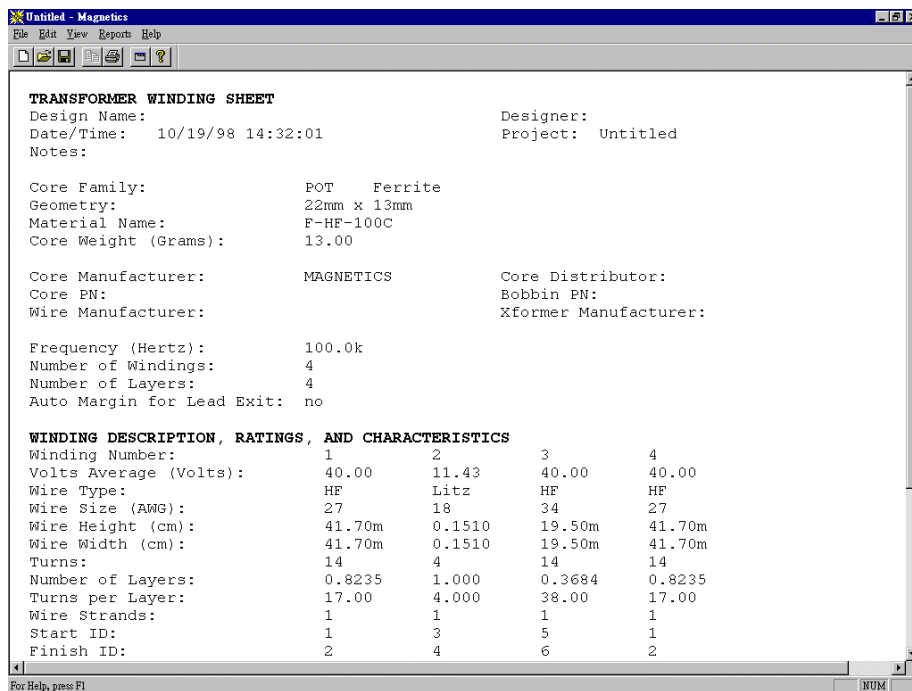 Untitled - Magnetics
File Edit View Reports Help
TRANSFORMER WINDING SHEET
Design Name: Designer:
Date/Time: 10/19/98 14:32:01 Project: Untitled
Notes:
Core Family: POT Ferrite
Geometry: 22mm x 13mm
Material Name: F-HF-100C
Core Weight (Grams): 13.00
Core Manufacturer: MAGNETICS Core Distributor:
Core PN: Bobbin PN:
Wire Manufacturer: Xformer Manufacturer:
Frequency (Hertz): 100.0k
Number of Windings: 4
Number of Layers: 4
Auto Margin for Lead Exit: no
WINDING DESCRIPTION, RATINGS, AND CHARACTERISTICS
Winding Number: 1 2 3 4
Volts Average (Volts): 40.00 11.43 40.00 40.00
Wire Type: HF Litz HF HF
Wire Size (AWG): 27 18 34 27
Wire Height (cm): 41.70m 0.1510 19.50m 41.70m
Wire Width (cm): 41.70m 0.1510 19.50m 41.70m
Turns: 14 4 14 14
Number of Layers: 0.8235 1.000 0.3684 0.8235
Turns per Layer: 17.00 4.000 38.00 17.00
Wire Strands: 1 1 1 1
Start ID: 1 3 5 1
Finish ID: 2 4 6 2
For Help, press F1 NUM